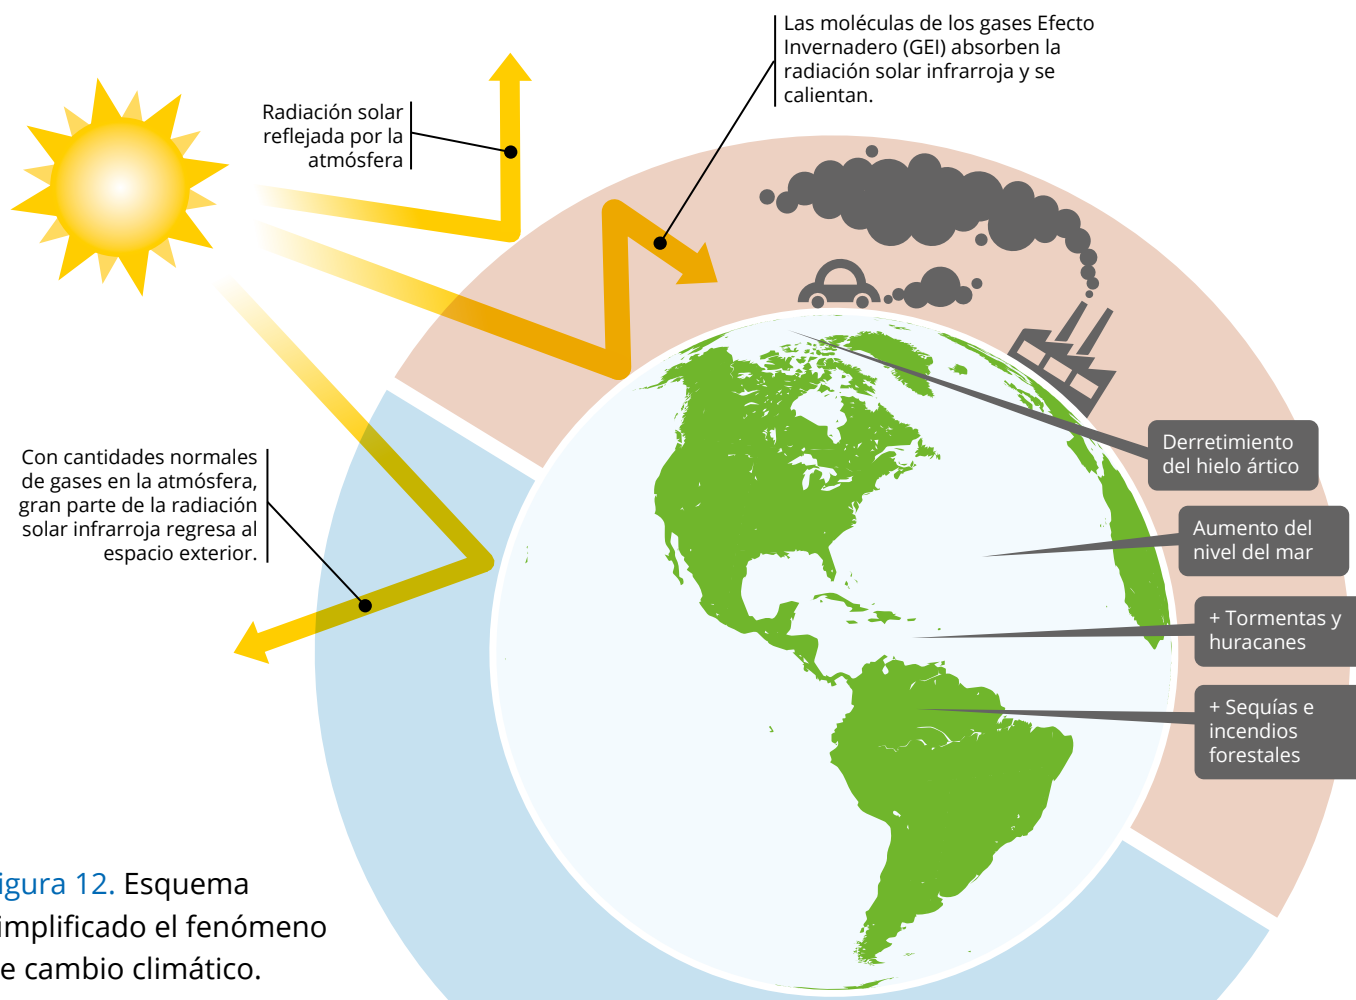 Las moléculas de los gases Efecto
Invernadero (GEI) absorben la
radiación solar infrarroja y se
calientan.
Radiación solar
reflejada por la
atmósfera
Con cantidades normales
de gases en la atmósfera,
gran parte de la radiación
solar infrarroja regresa al
espacio exterior.
Derretimiento
del hielo ártico
Aumento del
nivel del mar
+ Tormentas y
huracanes
+ Sequías e
incendios
forestales
igura 12. Esquema
implificado el fenómeno
e cambio climático.